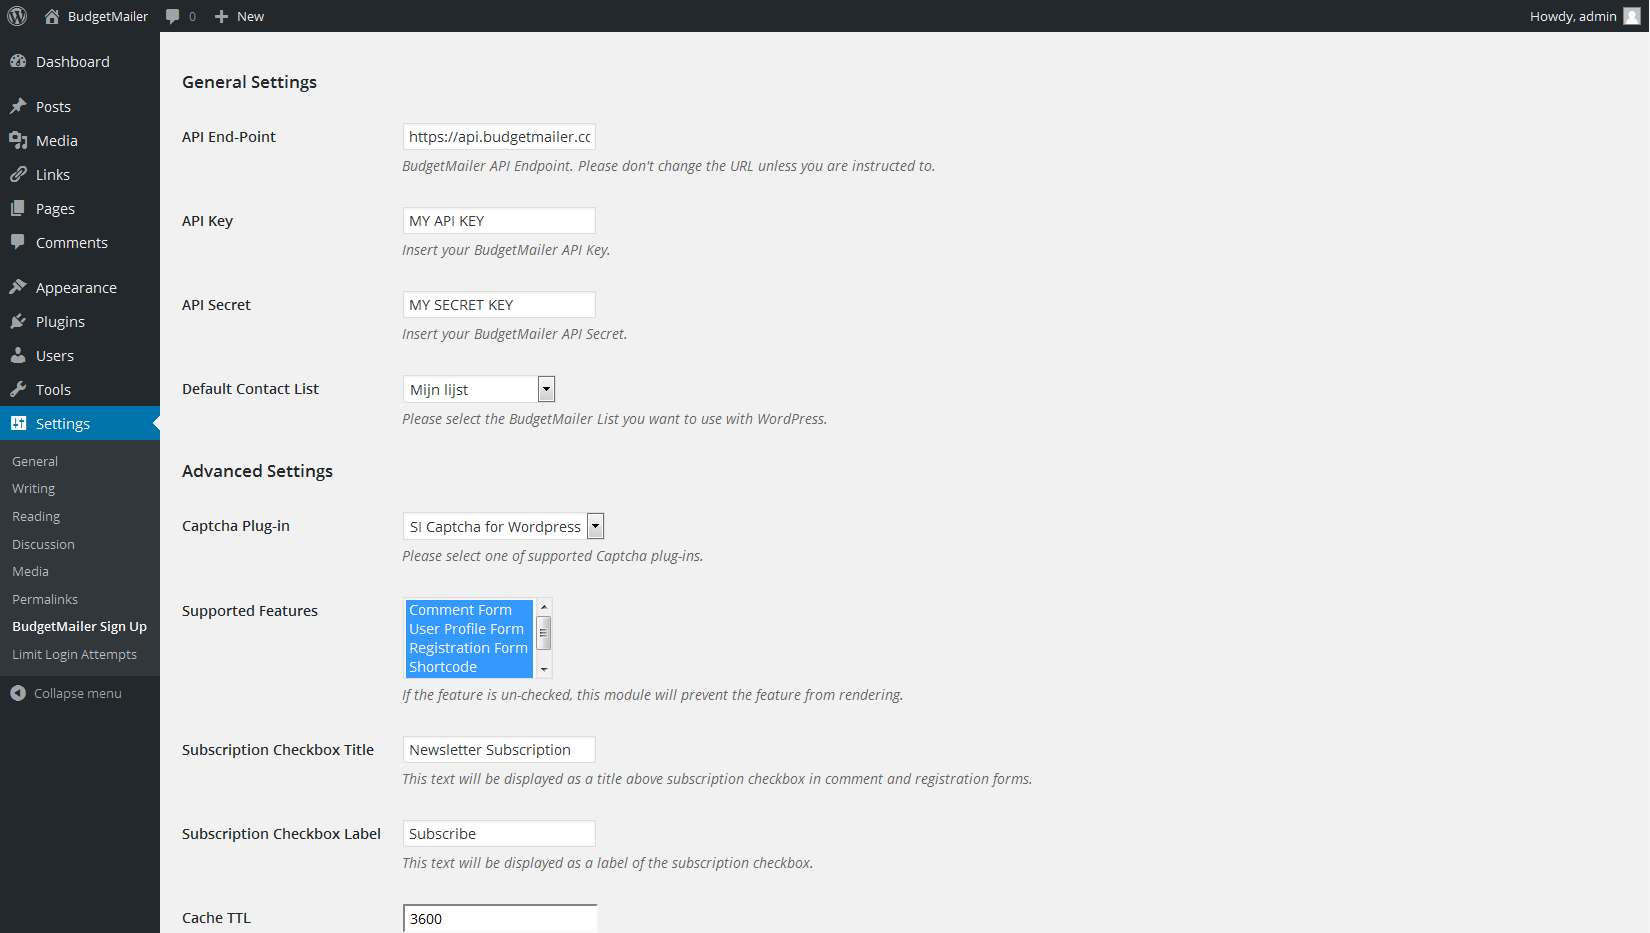 BudgetMailer 0 New Howdy, admin
Dashboard
Posts
Media
Links
Pages
Comments
Appearance
Plugins
Users
Tools
Settings
General
Writing
Reading
Discussion
Media
Permalinks
BudgetMailer Sign Up
Limit Login Attempts
Collapse menu
General Settings
API End-Point
https://api.budgetmailer.cc
BudgetMailer API Endpoint. Please don't change the URL unless you are instructed to.
API Key
MY API KEY
Insert your BudgetMailer API Key.
API Secret
MY SECRET KEY
Insert your BudgetMailer API Secret.
Default Contact List
Mijn lijst
Please select the BudgetMailer List you want to use with WordPress.
Advanced Settings
Captcha Plug-in
SI Captcha for Wordpress
Please select one of supported Captcha plug-ins.
Supported Features
Comment Form
User Profile Form
Registration Form
Shortcode
If the feature is un-checked, this module will prevent the feature from rendering.
Subscription Checkbox Title
Newsletter Subscription
This text will be displayed as a title above subscription checkbox in comment and registration forms.
Subscription Checkbox Label
Subscribe
This text will be displayed as a label of the subscription checkbox.
Cache TTL
3600